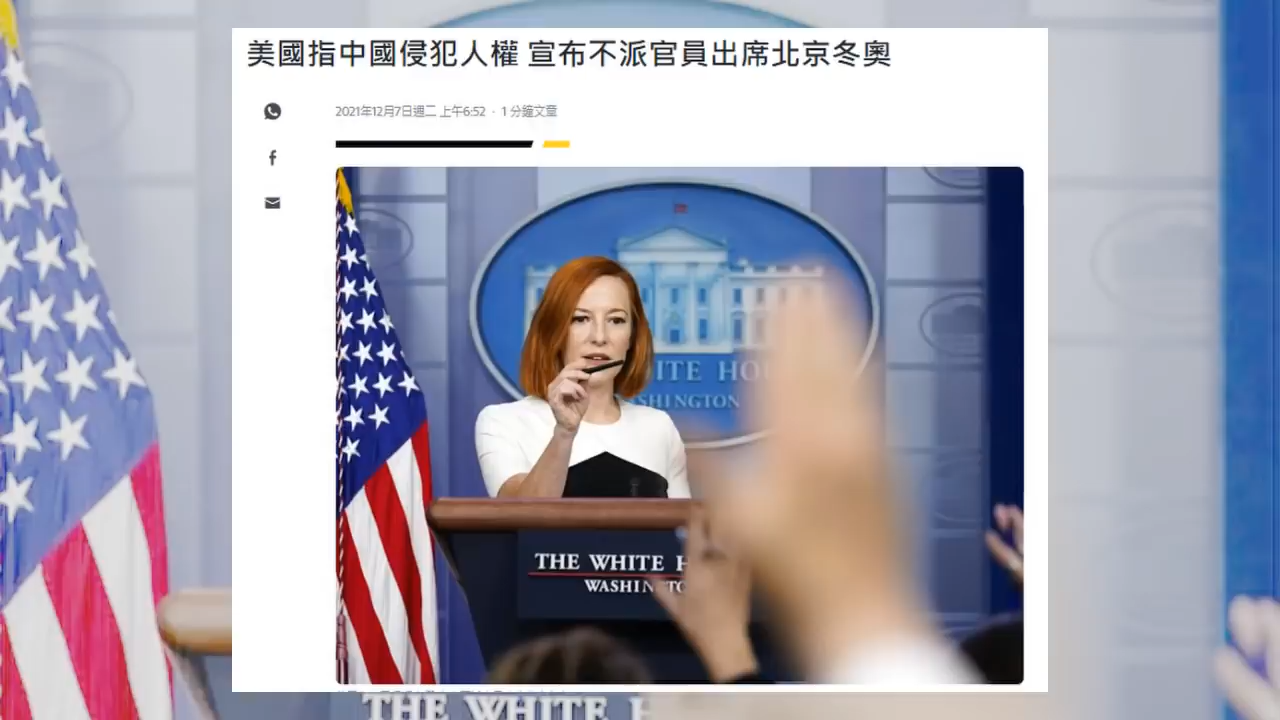 美國指中國侵犯人權 宣布不派官員出席北京冬奧
2021年12月7日週二 上午6:52 · 1 分鐘文章
ITE HO
SHINGTON
THE WHITE H
WASHINGTO
THE WHITE H